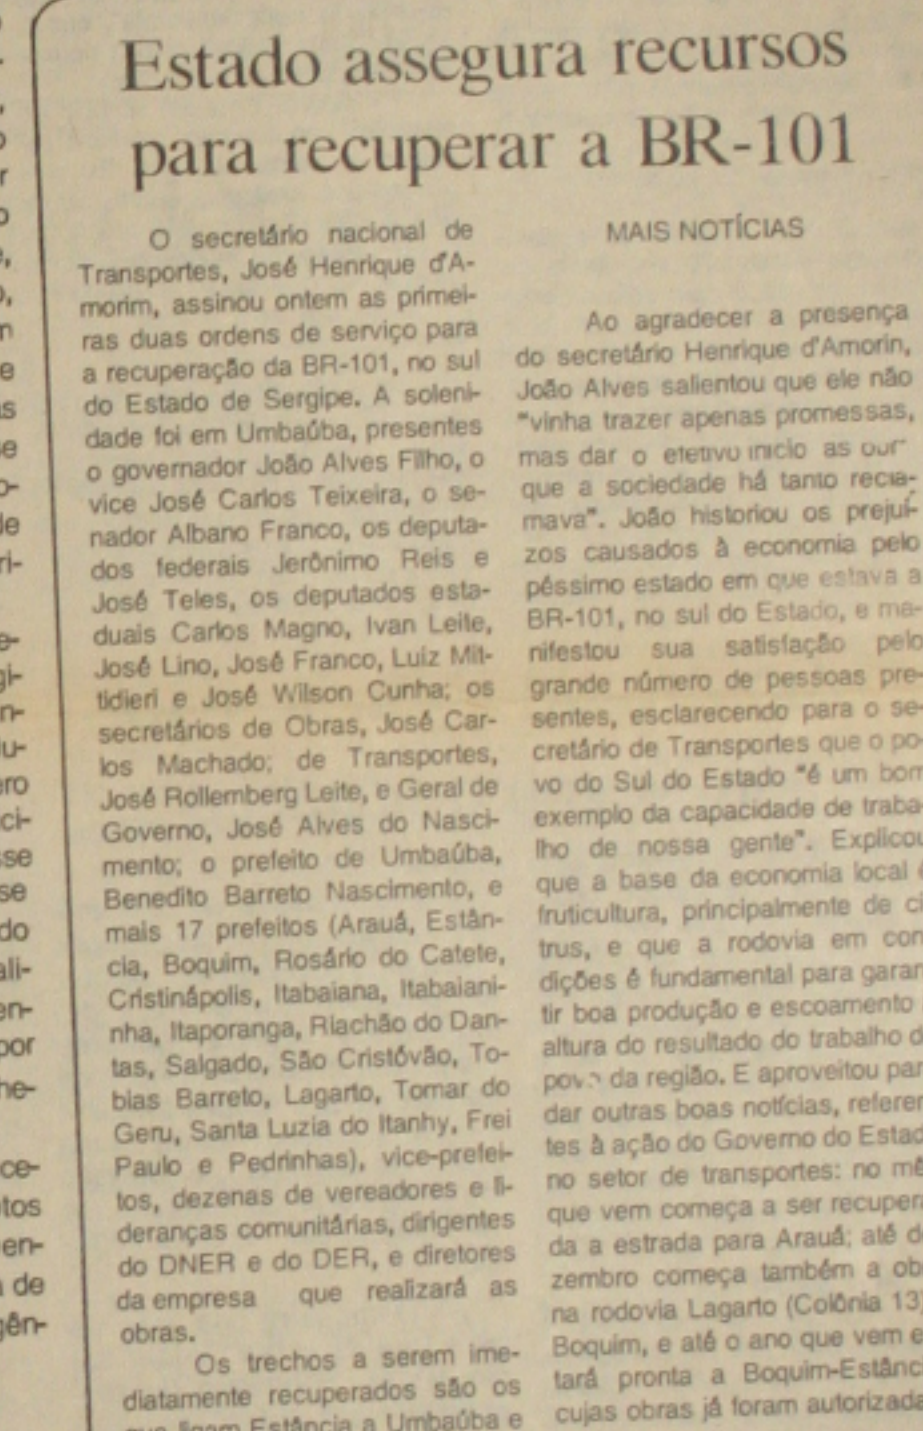 Estado assegura recursos
para recuperar a BR-101
O secretário nacional de
Transportes, José Henrique d'A-
morim, assinou ontem as primei-
ras duas ordens de serviço para
a recuperação da BR-101, no sul
do Estado de Sergipe. A soleni-
dade foi em Umbaúba, presentes
o governador João Alves Filho, o
vice José Carlos Teixeira, o se-
nador Albano Franco, os deputa-
dos federais Jerônimo Reis e
José Teles, os deputados esta-
duais Carlos Magno, Ivan Leite,
José Lino, José Franco, Luiz Mit-
tidieri e José Wilson Cunha; os
secretários de Obras, José Car-
los Machado; de Transportes,
José Rollemberg Leite, e Geral de
Governo, José Alves do Nasci-
mento; o prefeito de Umbaúba,
Benedito Barreto Nascimento, e
mais 17 prefeitos (Arauá, Estân-
cia, Boquim, Rosário do Catete,
Cristinápolis, Itabaiana, Itabaiani-
nha, Itaporanga, Riachão do Dan-
tas, Salgado, São Cristóvão, To-
bias Barreto, Lagarto, Tomar do
Geru, Santa Luzia do Itanhy, Frei
Paulo e Pedrinhas), vice-prefei-
tos, dezenas de vereadores e li-
deranças comunitárias, dirigentes
do DNER e do DER, e diretores
da empresa que realizará as
obras.
Os trechos a serem ime-
diatamente recuperados são os
que ligam Estância a Umbaúba e
MAIS NOTÍCIAS
Ao agradecer a presença
do secretário Henrique d'Amorin,
João Alves salientou que ele não
"vinha trazer apenas promessas,
mas dar o efetivo início as
que a sociedade há tanto recla-
mava". João historiou os prejuí-
zos causados à economia pelo
péssimo estado em que estava a
BR-101, no sul do Estado, e ma-
nifestou sua satisfação pelo
grande número de pessoas pre-
sentes, esclarecendo para o se-
cretário de Transportes que o po-
vo do Sul do Estado "é um bom
exemplo da capacidade de traba-
lho de nossa gente". Explicou
que a base da economia local é
fruticultura, principalmente de ci
trus, e que a rodovia em con
dições é fundamental para garan
tir boa produção e escoamento
altura do resultado do trabalho d
povo da região. E aproveitou par
dar outras boas notícias, referen
tes à ação do Governo do Estad
no setor de transportes: no mê
que vem começa a ser recupera
da a estrada para Arauá; até de
zembro começa também a obr
na rodovia Lagarto (Colônia 13)
Boquim, e até o ano que vem e
tará pronta a Boquim-Estânci
cujas obras já foram autorizada